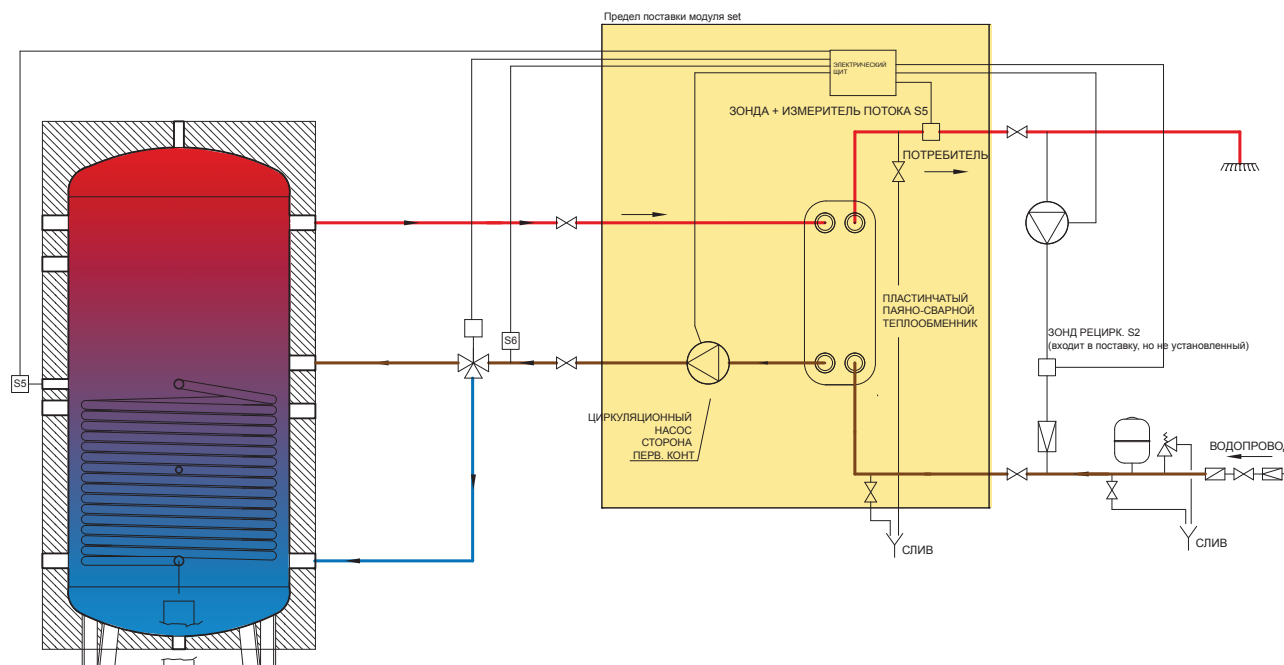 Предел поставки модуля set
ЭЛЕКТРИЧЕСКИЙ
ЩИТ
ЗОНДА + ИЗМЕРИТЕЛЬ ПОТОКА S5
ПОТРЕБИТЕЛЬ
ПЛАСТИНЧАТЫЙ
ПАЯНО-СВАРНОЙ
ТЕПЛООБМЕННИК
ЗОНД РЕЦИРК. S2
(входит в поставку, но не установленный)
S6
S5
ЦИРКУЛЯЦИОННЫЙ
НАСОС
СТОРОНА
ПЕРВ. КОНТ
ВОДОПРОВОД
СЛИВ
СЛИВ